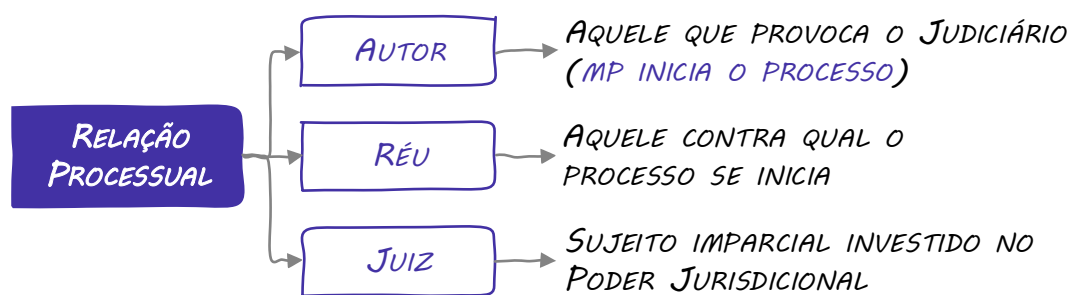 Relação
Processual
Autor
Aquele que provoca o Judiciário
(MP inicia o processo)
Réu
Aquele contra qual o
processo se inicia
Juiz
Sujeito imparcial investido no
Poder Jurisdicional